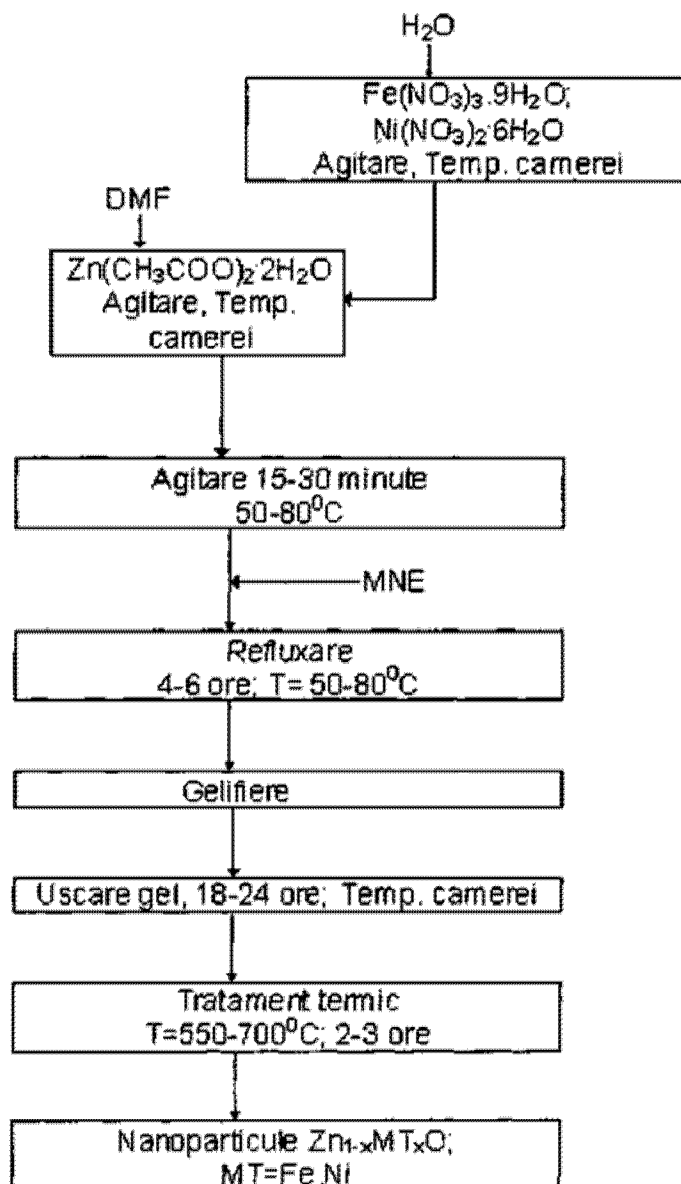 H₂O
Fe(NO₃)₃.9H₂O;
Ni(NO₃)₂·6H₂O
Agitare, Temp. camerei
DMF
Zn(CH₃COO)₂·2H₂O
Agitare, Temp.
camerei
Agitare 15-30 minute
50-80⁰C
MNE
Refluxare
4-6 ore; T= 50-80⁰C
Gelifiere
Uscare gel, 18-24 ore; Temp. camerei
Tratament termic
T=550-700⁰C; 2-3 ore
Nanoparticule Zn₁₋ₓMTₓO;
MT=Fe,Ni